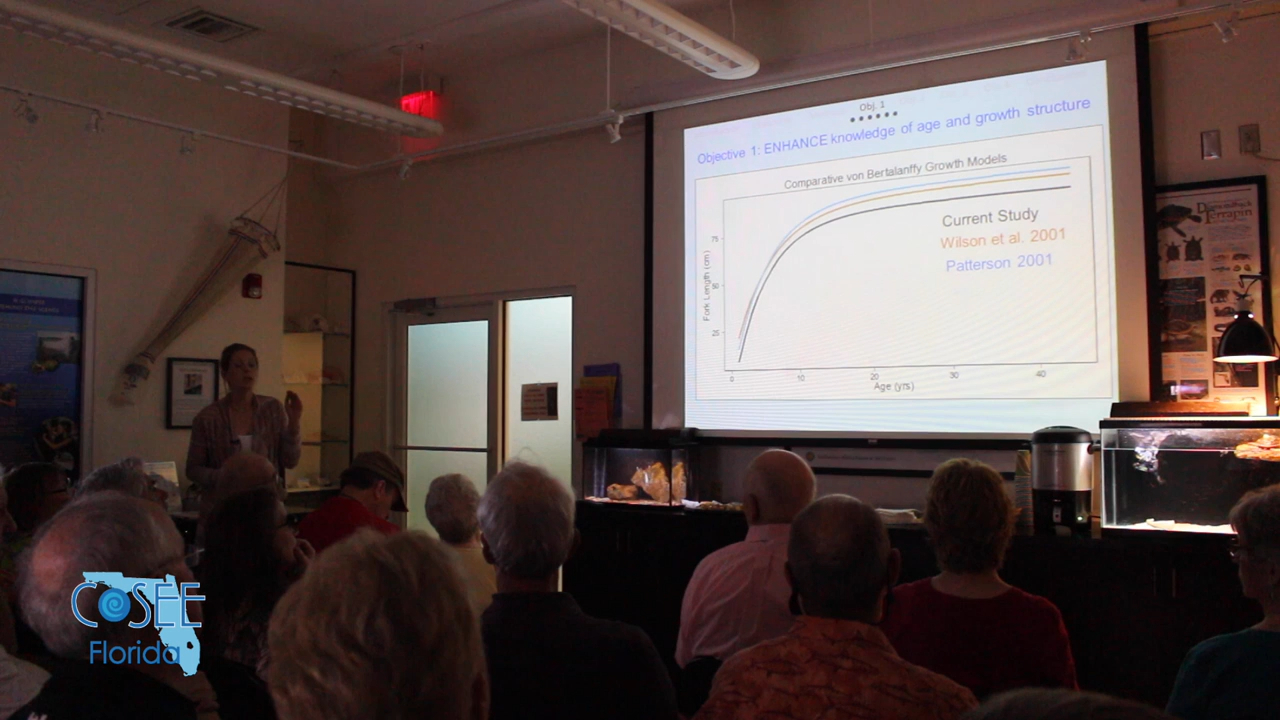 Obj. 1
Objective 1: ENHANCE knowledge of age and growth structure
Comparative von Bertalanffy Growth Models
Current Study
Wilson et al. 2001
Patterson 2001
Fork Length (cm)
75
50
25
0
10
20
30
40
Age (yrs)
Diamondback
Terrapin
COSEE
Florida